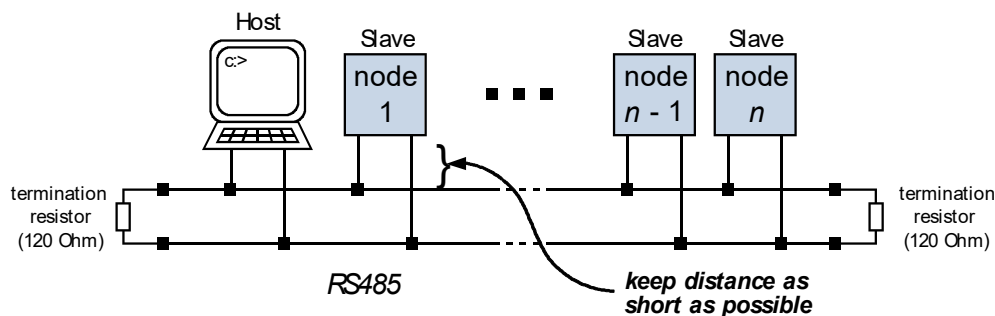 Host
c:>
Slave
node
1
Slave
node
n - 1
Slave
node
n
termination
resistor
(120 Ohm)
termination
resistor
(120 Ohm)
RS485
keep distance as
short as possible